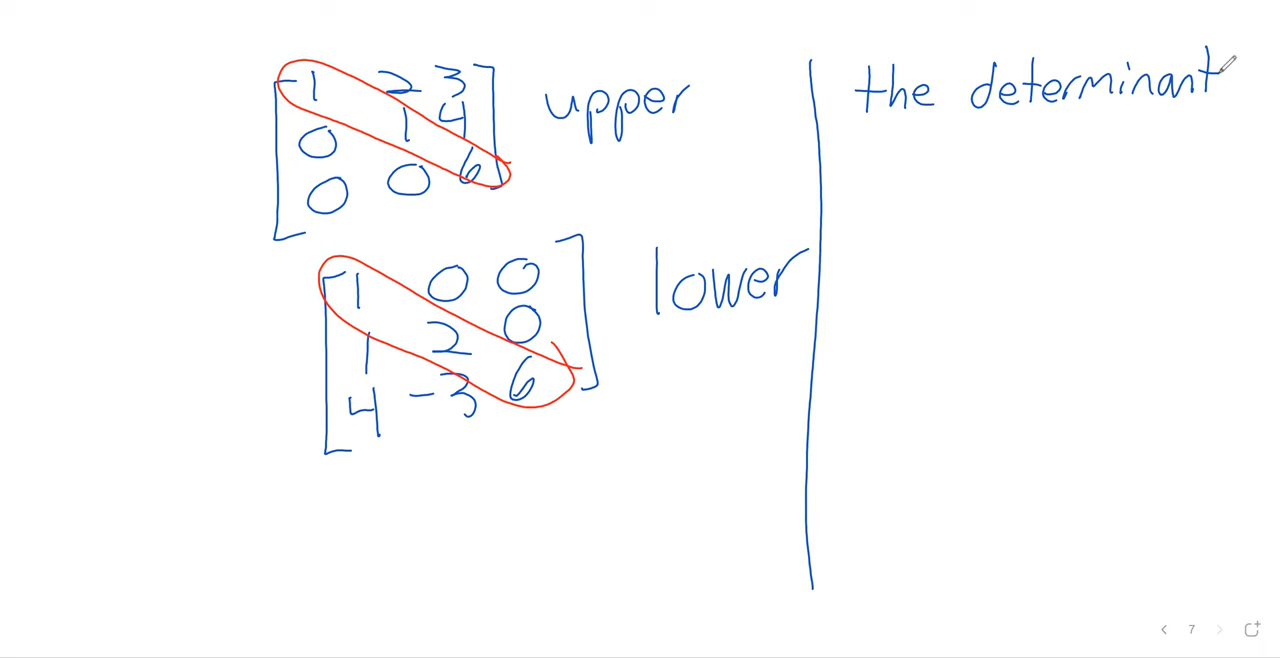 1 2 3
0 1 4
0 0 6
upper
1 0 0
1 2 0
4 -3 6
lower
the determinant
7